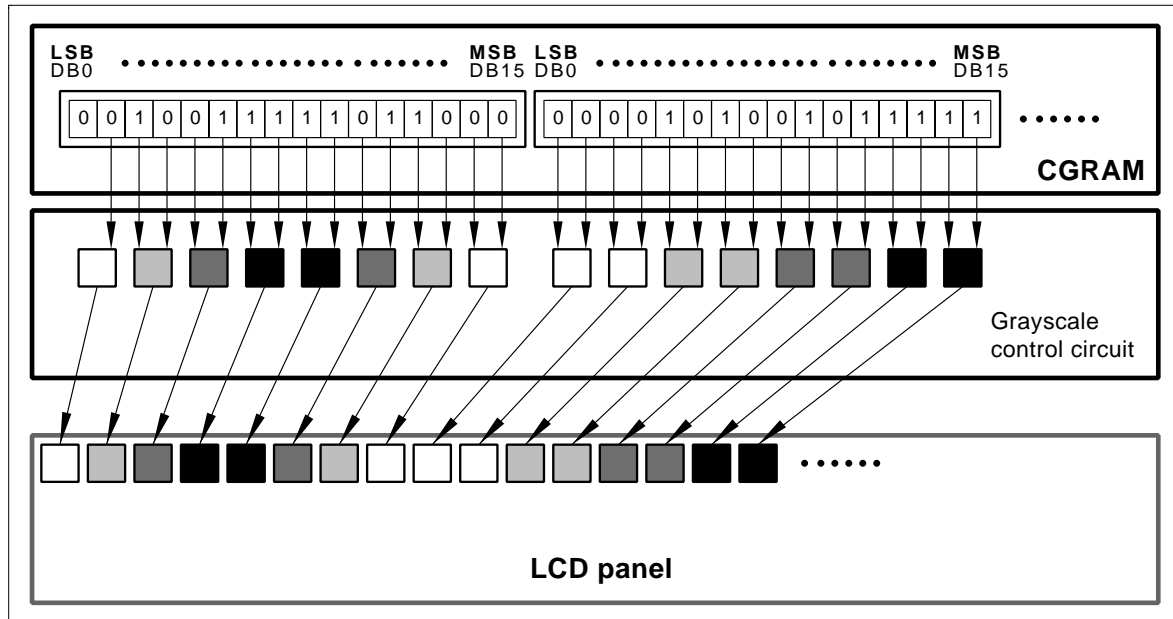 LSB MSB LSB MSB
DB0 •••••••••••••••••••••• DB15 DB0 •••••••••••••••••••••• DB15
0 0 1 0 0 1 1 1 1 1 0 1 1 0 0 0 0 0 0 0 1 0 1 0 0 1 0 1 1 1 1 1 ••••••
CGRAM
Grayscale
control circuit
••••••
LCD panel